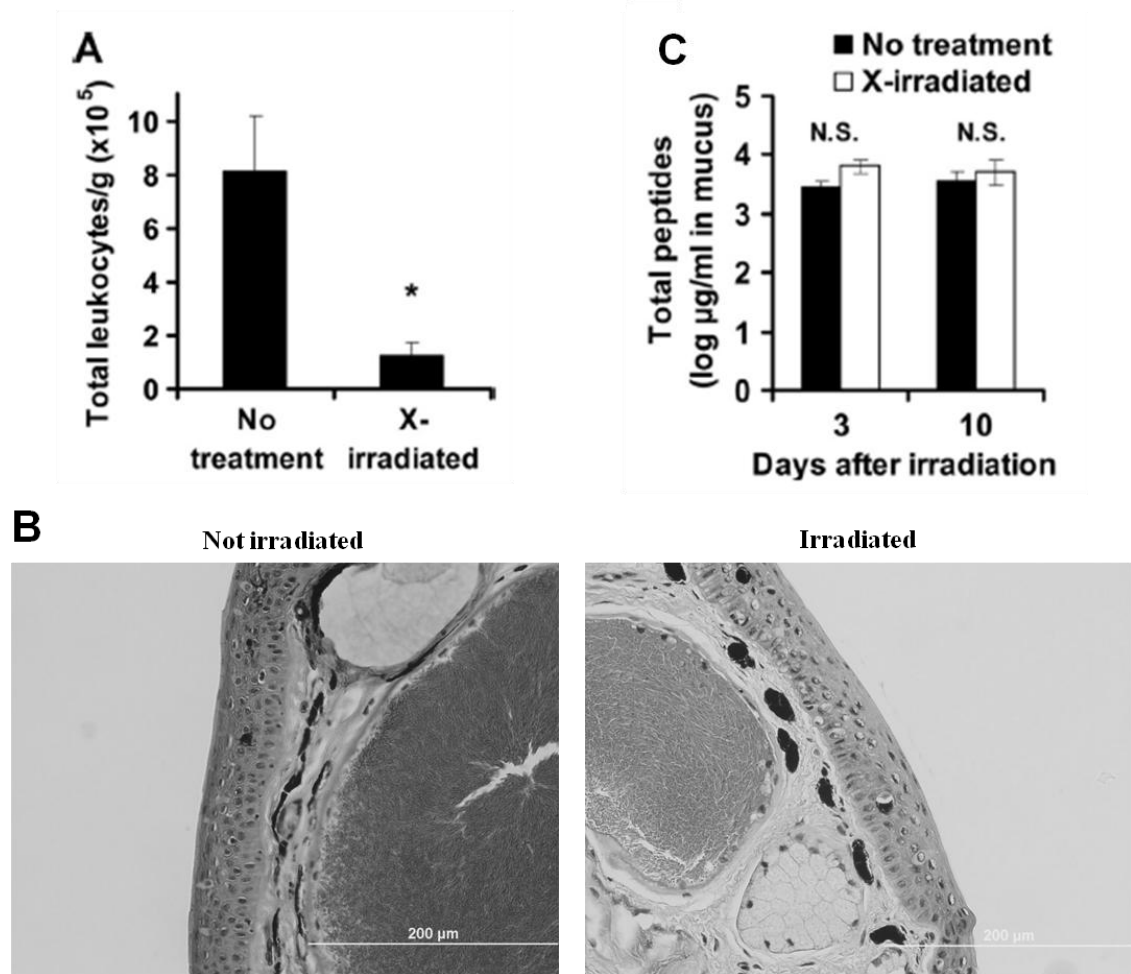 A
Total leukocytes/g (x10⁵)
10
8
6
4
2
0
*
No
treatment
X-
irradiated
C
No treatment
X-irradiated
Total peptides
(log µg/ml in mucus)
5
4
3
2
1
0
N.S.
N.S.
3
10
Days after irradiation
B
Not irradiated
Irradiated
200 µm
200 µm